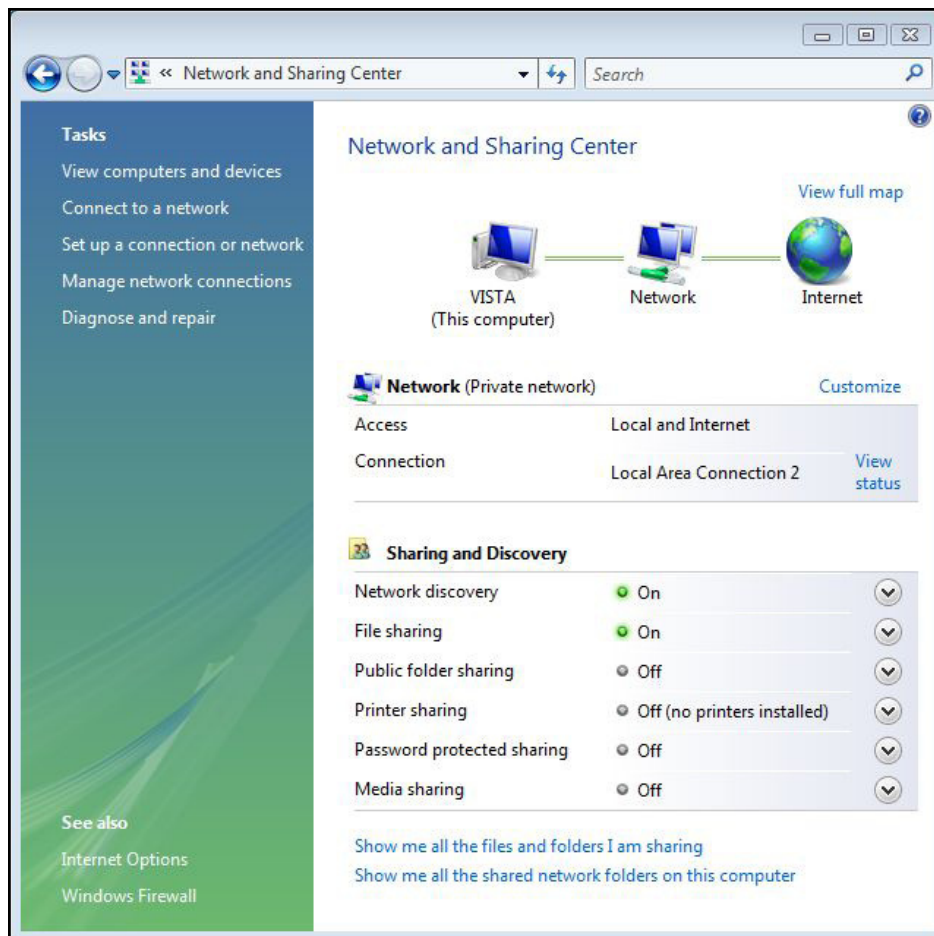 « Network and Sharing Center
Search
Tasks
View computers and devices
Connect to a network
Set up a connection or network
Manage network connections
Diagnose and repair
See also
Internet Options
Windows Firewall
Network and Sharing Center
View full map
VISTA
(This computer)
Network
Internet
Network (Private network)
Customize
Access
Local and Internet
Connection
Local Area Connection 2
View
status
Sharing and Discovery
Network discovery
On
File sharing
On
Public folder sharing
Off
Printer sharing
Off (no printers installed)
Password protected sharing
Off
Media sharing
Off
Show me all the files and folders I am sharing
Show me all the shared network folders on this computer